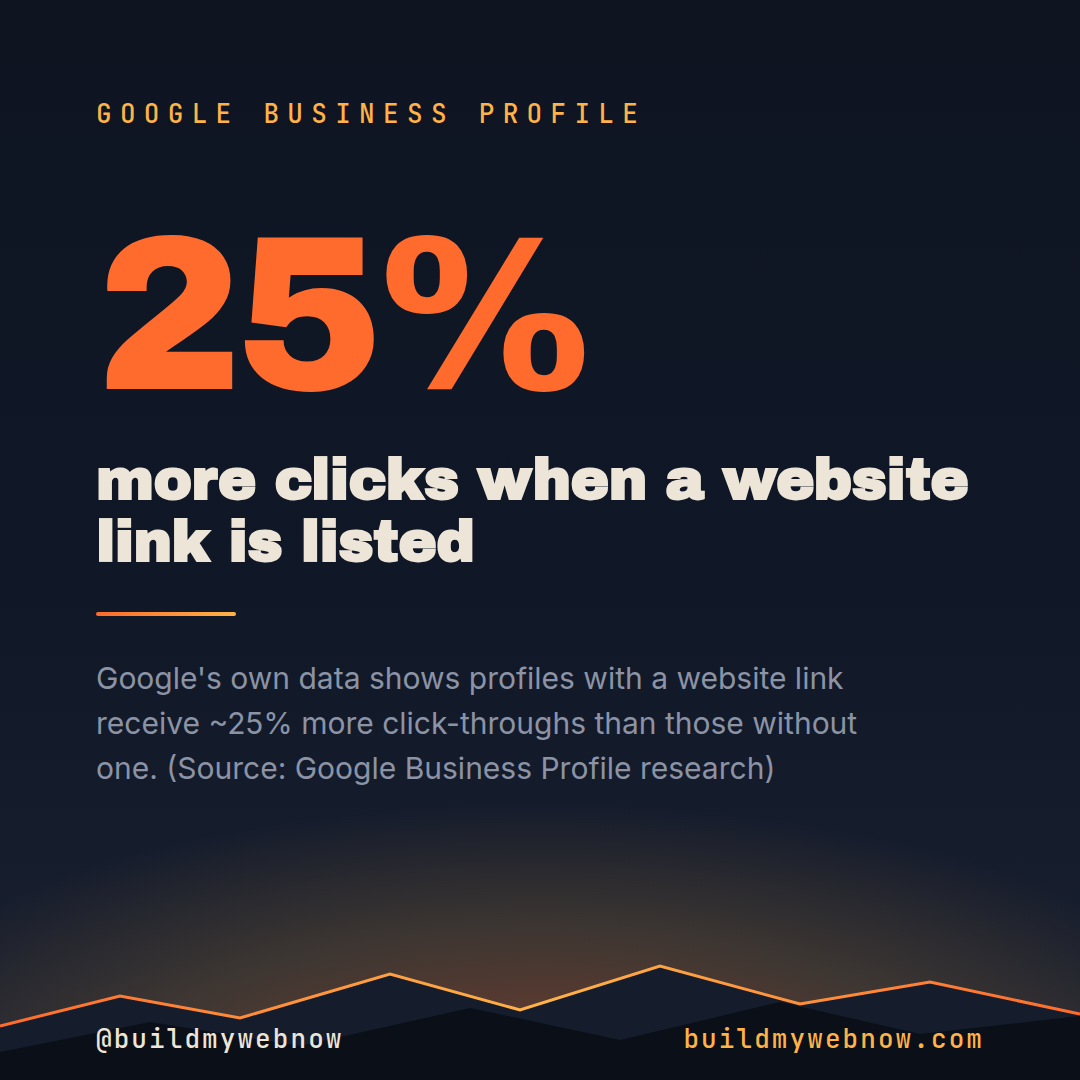 GOOGLE BUSINESS PROFILE
25%
more clicks when a website
link is listed
Google's own data shows profiles with a website link
receive ~25% more click-throughs than those without
one. (Source: Google Business Profile research)
@buildmywebnow
buildmywebnow.com